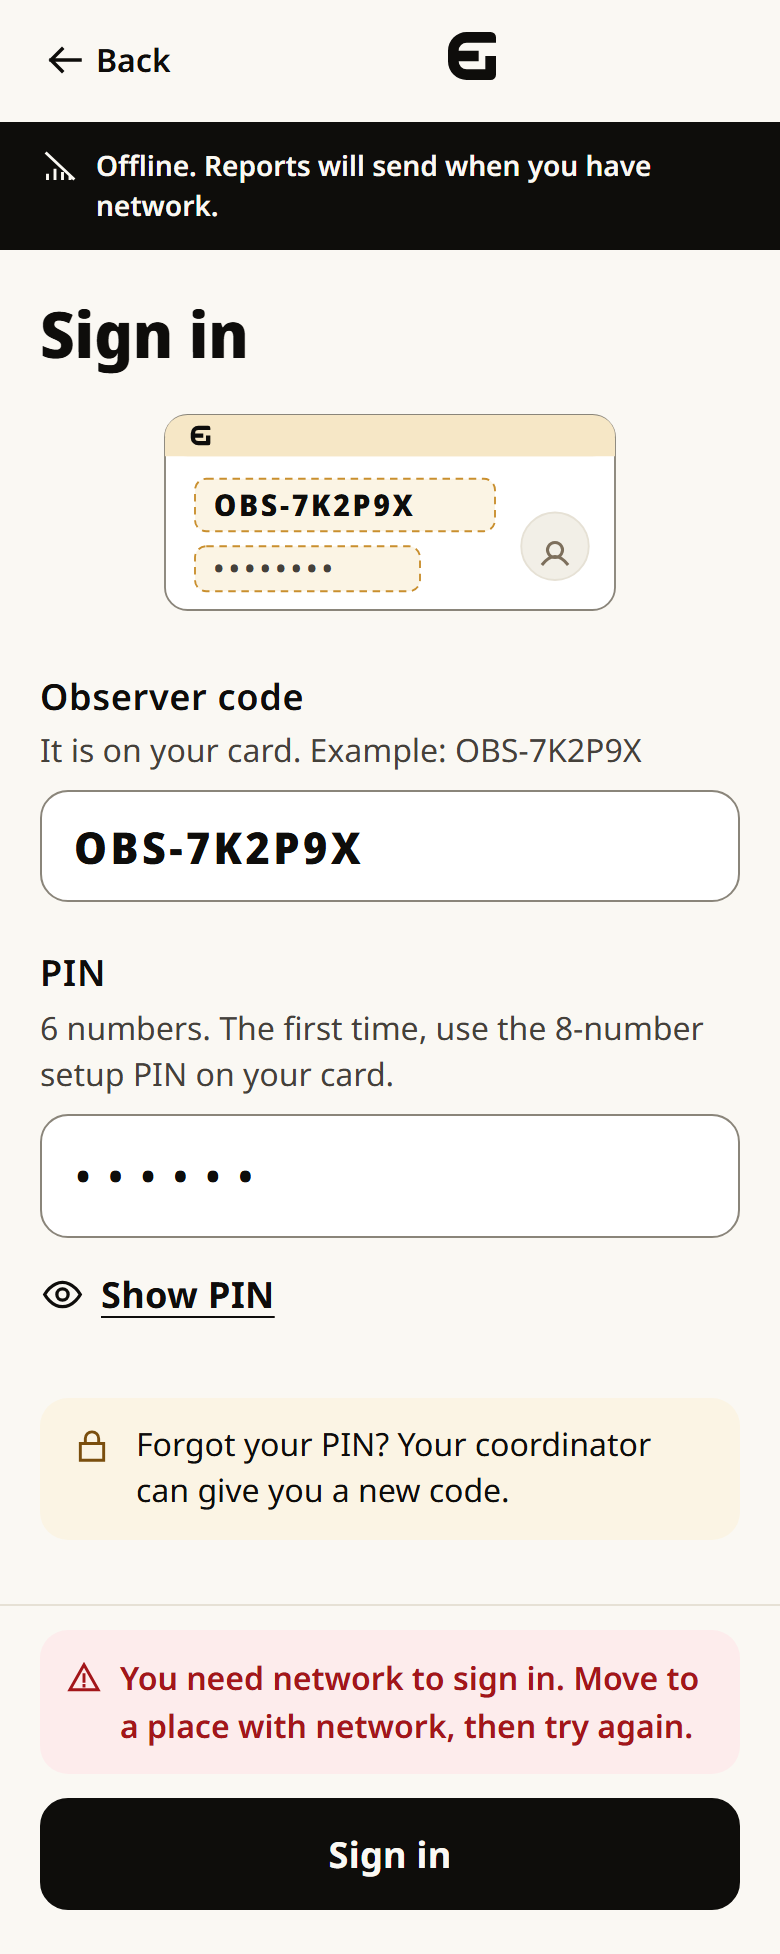 Back
Offline. Reports will send when you have
network.
Sign in
OBS-7K2P9X
••••••••
Observer code
It is on your card. Example: OBS-7K2P9X
OBS-7K2P9X
PIN
6 numbers. The first time, use the 8-number
setup PIN on your card.
••••••
Show PIN
Forgot your PIN? Your coordinator
can give you a new code.
You need network to sign in. Move to
a place with network, then try again.
Sign in